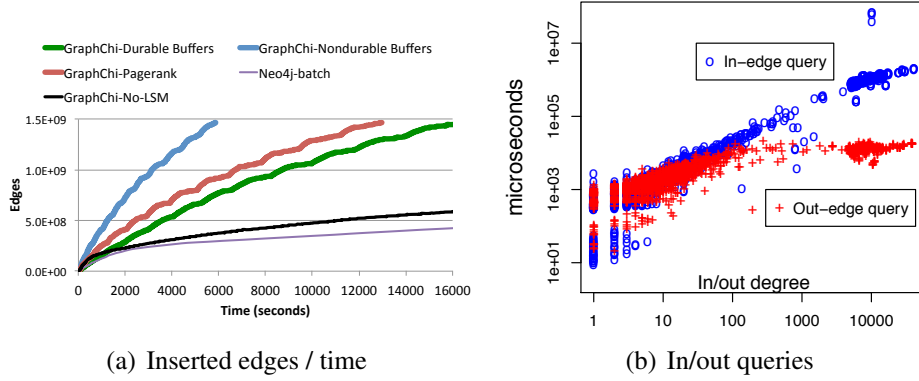 GraphChi-Durable Buffers GraphChi-Nondurable Buffers
GraphChi-Pagerank Neo4j-batch
GraphChi-No-LSM
1.5E+09
1.0E+09
5.0E+08
0.0E+00
Edges
0 2000 4000 6000 8000 10000 12000 14000 16000
Time (seconds)
(a) Inserted edges / time
1e+07
1e+05
1e+03
1e+01
microseconds
In−edge query
Out−edge query
In/out degree
1 10 100 1000 10000
(b) In/out queries